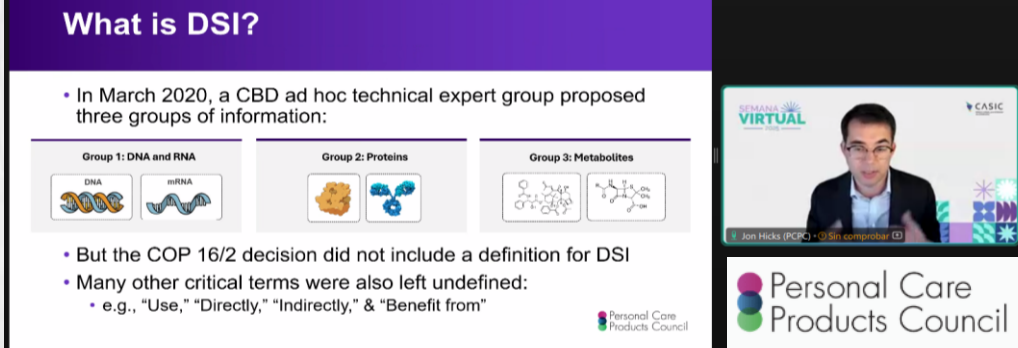 What is DSI?
• In March 2020, a CBD ad hoc technical expert group proposed
three groups of information:
Group 1: DNA and RNA
DNA
mRNA
Group 2: Proteins
Group 3: Metabolites
• But the COP 16/2 decision did not include a definition for DSI
• Many other critical terms were also left undefined:
• e.g., “Use,” “Directly,” “Indirectly,” & “Benefit from”
Personal Care
Products Council
SEMANA
VIRTUAL
CASIC
Jon Hicks (PCPC) • Sin comprobar
Personal Care
Products Council